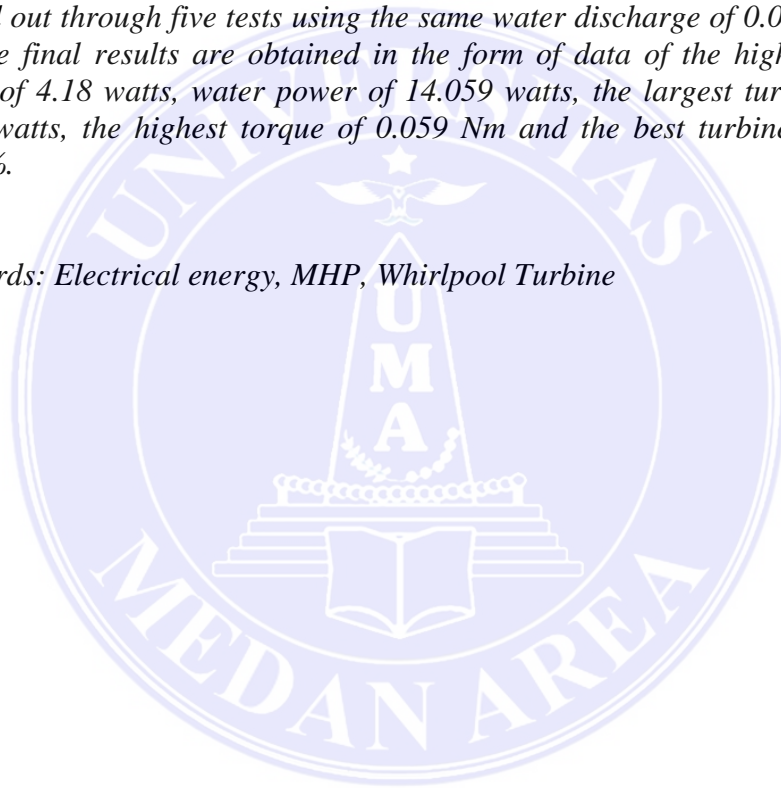 l out through five tests using the same water discharge of 0.0
e final results are obtained in the form of data of the high
of 4.18 watts, water power of 14.059 watts, the largest tur
watts, the highest torque of 0.059 Nm and the best turbine
%.
rds: Electrical energy, MHP, Whirlpool Turbine
UNIVERSITAS
U
M
A
MEDAN AREA